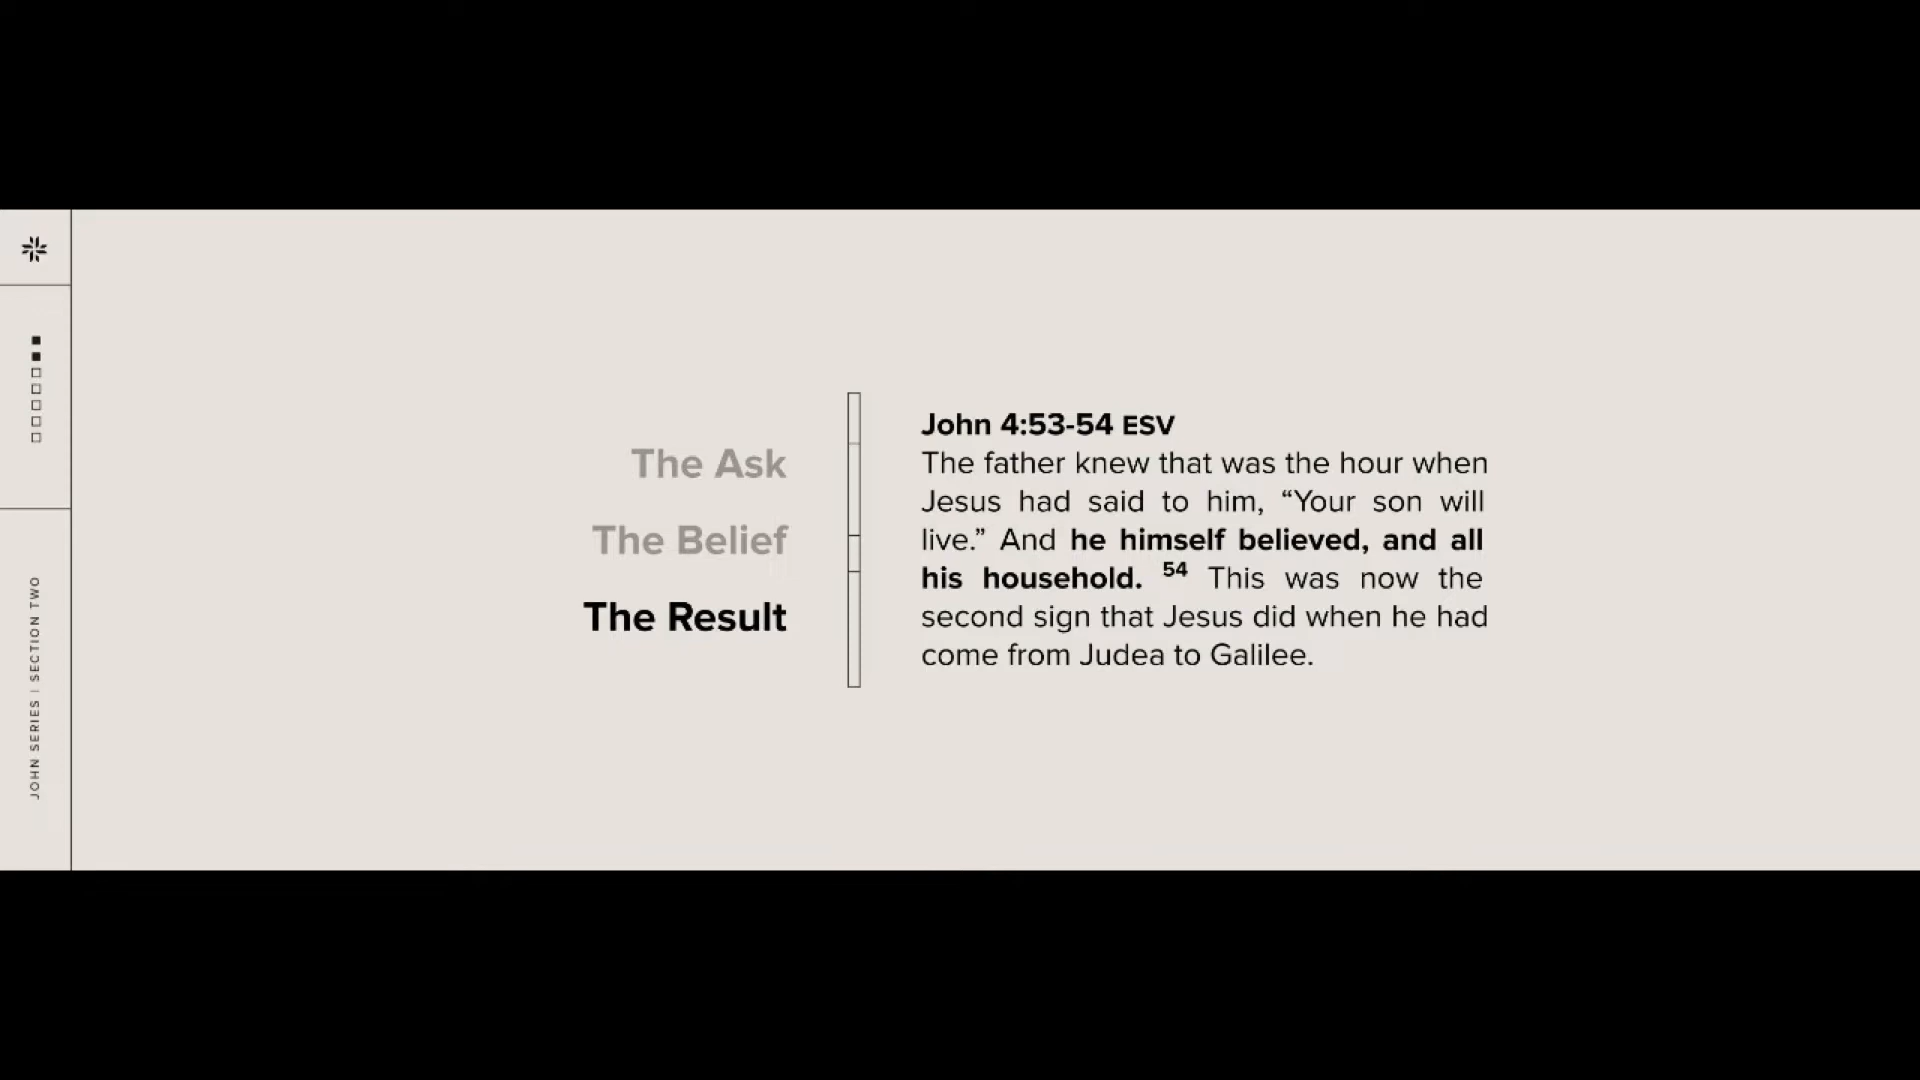 The Ask
The Belief
The Result
John 4:53-54 ESV
The father knew that was the hour when
Jesus had said to him, “Your son will
live.” And he himself believed, and all
his household. 54 This was now the
second sign that Jesus did when he had
come from Judea to Galilee.
JOHN SERIES | SECTION TWO